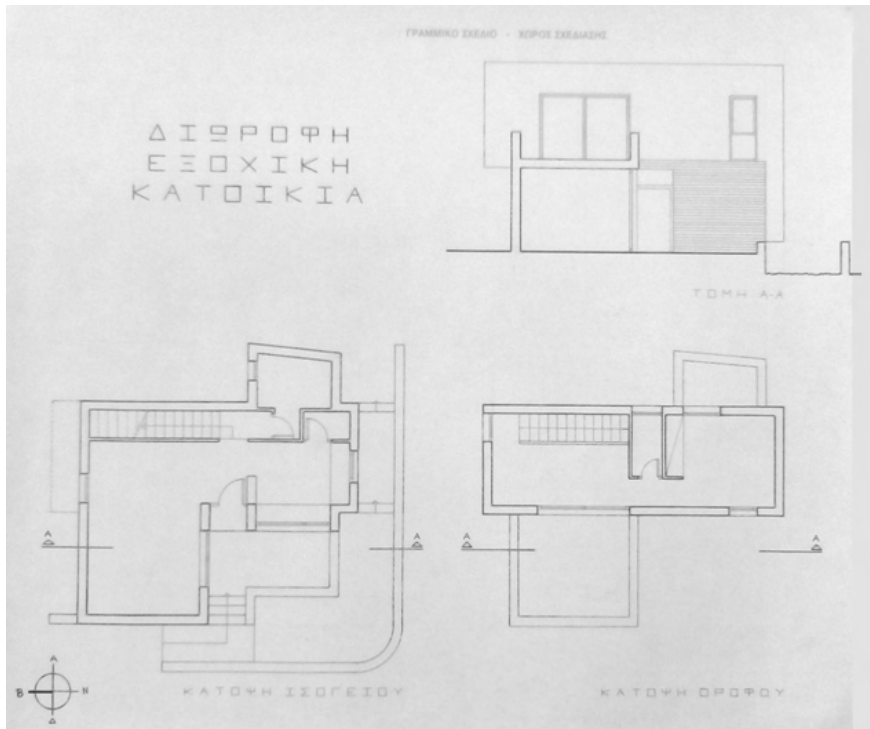 ΓΡΑΜΜΙΚΟ ΣΧΕΔΙΟ - ΧΩΡΟΣ ΣΧΕΔΙΑΣΗΣ
ΔΙΩΡΟΦΗ
ΕΞΟΧΙΚΗ
ΚΑΤΟΙΚΙΑ
ΤΟΜΗ Α-Α
Α
Α
Α
Α
Α
Β
Ν
Δ
ΚΑΤΟΨΗ ΙΣΟΓΕΙΟΥ
ΚΑΤΟΨΗ ΟΡΟΦΟΥ